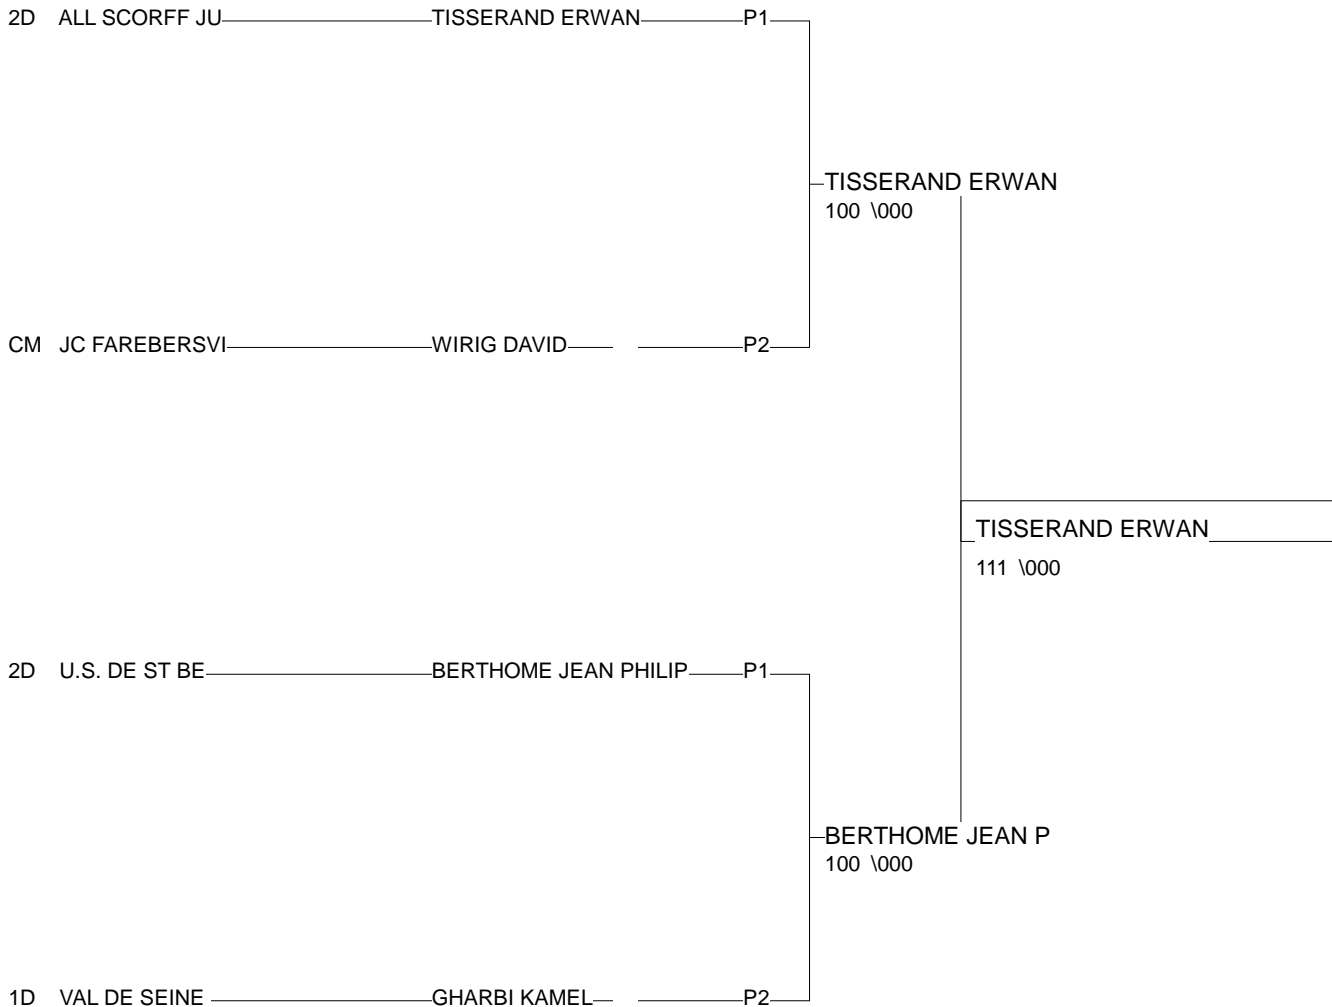 2D ALL SCORFF JU TISSERAND ERWAN P1
TISSERAND ERWAN
100 \000
CM JC FAREBERSVI WIRIG DAVID P2
TISSERAND ERWAN
111 \000
2D U.S. DE ST BE BERTHOME JEAN PHILIP P1
BERTHOME JEAN P
100 \000
1D VAL DE SEINE GHARBI KAMEL P2